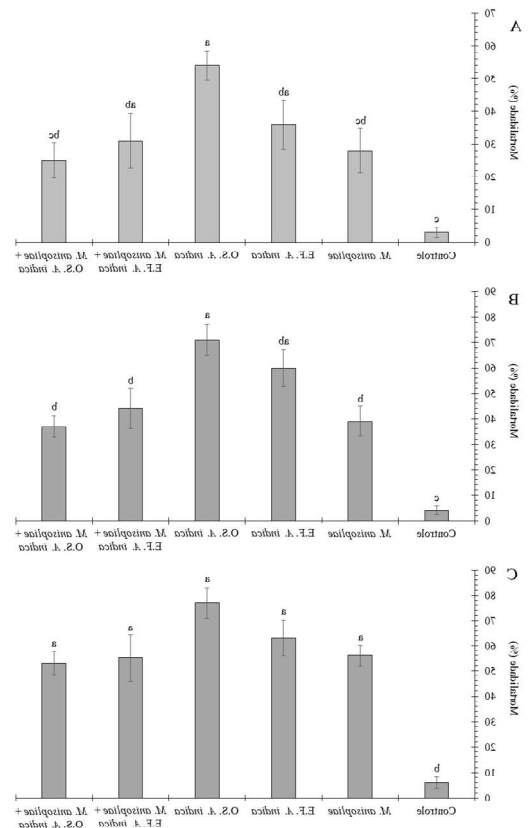 A
Mortalidade (%)
70
60
50
40
30
20
10
0
c
bc
ab
a
ab
bc
Controle
M. anisopliae
E.F. A. indica
O.S. A. indica
M. anisopliae +
E.F. A. indica
M. anisopliae +
O.S. A. indica
B
Mortalidade (%)
90
80
70
60
50
40
30
20
10
0
c
b
ab
a
b
b
Controle
M. anisopliae
E.F. A. indica
O.S. A. indica
M. anisopliae +
E.F. A. indica
M. anisopliae +
O.S. A. indica
C
Mortalidade (%)
90
80
70
60
50
40
30
20
10
0
b
a
a
a
a
a
Controle
M. anisopliae
E.F. A. indica
O.S. A. indica
M. anisopliae +
E.F. A. indica
M. anisopliae +
O.S. A. indica